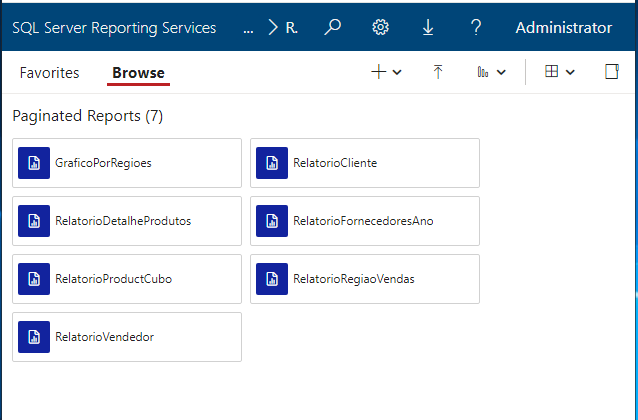 SQL Server Reporting Services ... > R. ? Administrator
Favorites Browse
Paginated Reports (7)
GraficoPorRegioes RelatorioCliente
RelatorioDetalheProdutos RelatorioFornecedoresAno
RelatorioProductCubo RelatorioRegiaoVendas
RelatorioVendedor